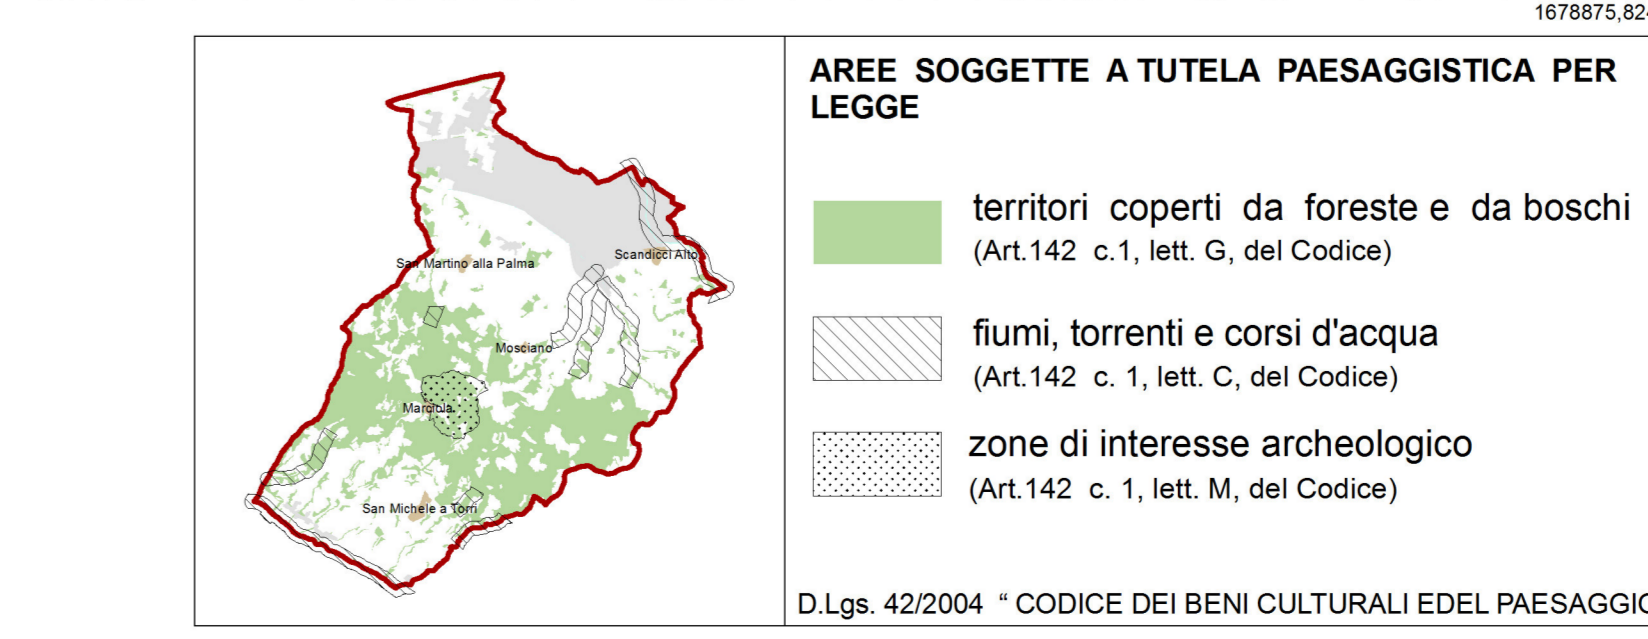 1678875,824
AREE SOGGETTE A TUTELA PAESAGGISTICA PER
LEGGE
territori coperti da foreste e da boschi
(Art.142 c.1, lett. G, del Codice)
fiumi, torrenti e corsi d'acqua
(Art.142 c. 1, lett. C, del Codice)
zone di interesse archeologico
(Art.142 c. 1, lett. M, del Codice)
D.Lgs. 42/2004 “ CODICE DEI BENI CULTURALI EDEL PAESAGGIO
Scandicci Alto
San Martino alla Palma
Mosciano
Marciola
San Michele a Torri